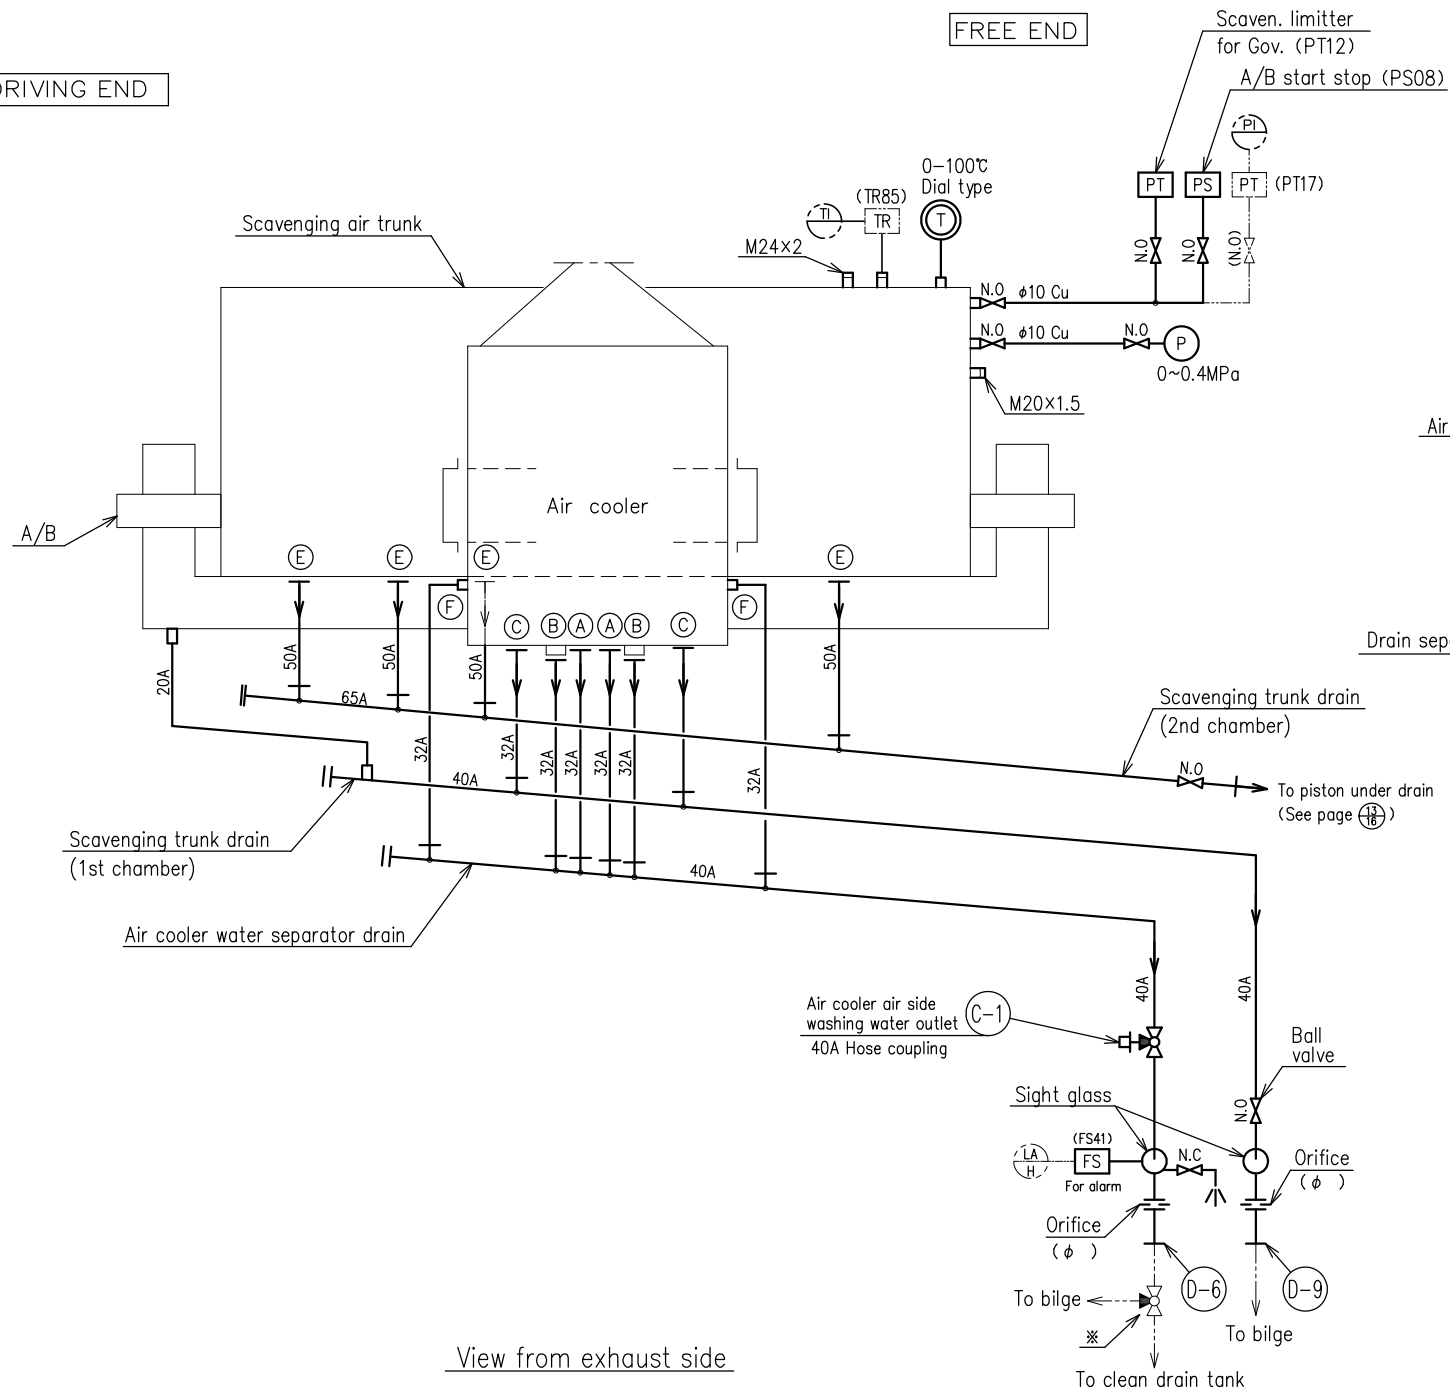 FREE END
Scaven. limitter
for Gov. (PT12)
DRIVING END
A/B start stop (PS08)
PI
0-100℃
Dial type
PT
PS
PT
(PT17)
(TR85)
TI
TR
T
Scavenging air trunk
M24×2
N.O
N.O
(N.O)
N.O
φ10 Cu
N.O
φ10 Cu
N.O
P
0~0.4MPa
M20×1.5
Air
Air cooler
A/B
E
E
E
E
F
F
C
B
A
A
B
C
Drain sep
50A
50A
50A
50A
20A
65A
Scavenging trunk drain
(2nd chamber)
32A
32A
32A
32A
32A
32A
32A
N.O
40A
To piston under drain
(See page 13/16)
Scavenging trunk drain
(1st chamber)
40A
Air cooler water separator drain
40A
40A
Air cooler air side
washing water outlet
40A Hose coupling
C-1
Ball
valve
Sight glass
N.O
(FS41)
LA
H
FS
N.C
For alarm
Orifice
(φ )
Orifice
(φ )
D-6
D-9
To bilge
※
To bilge
View from exhaust side
To clean drain tank